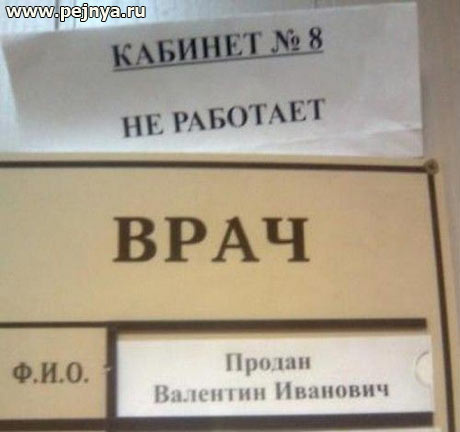 www.pejnya.ru
КАБИНЕТ № 8
НЕ РАБОТАЕТ
ВРАЧ
Ф.И.О.
Продан
Валентин Иванович